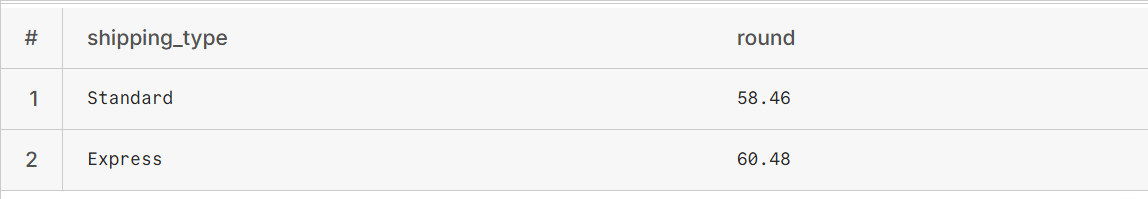 # shipping_type round
1 Standard 58.46
2 Express 60.48